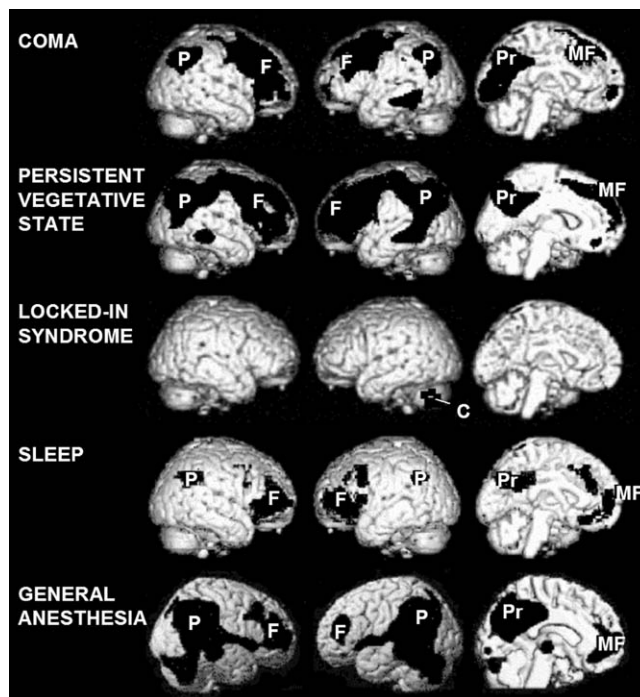 COMA
P F F P Pr MF
PERSISTENT
VEGETATIVE
STATE
P F F P Pr MF
LOCKED-IN
SYNDROME
C
SLEEP
P F F P Pr MF
GENERAL
ANESTHESIA
P F F P Pr MF